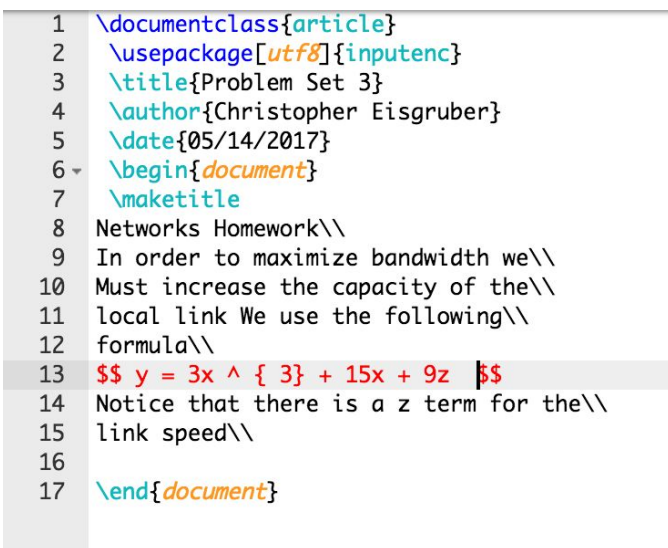 1 \documentclass{article}
2 \usepackage[utf8]{inputenc}
3 \title{Problem Set 3}
4 \author{Christopher Eisgruber}
5 \date{05/14/2017}
6 \begin{document}
7 \maketitle
8 Networks Homework\\
9 In order to maximize bandwidth we\\
10 Must increase the capacity of the\\
11 local link We use the following\\
12 formula\\
13 $$ y = 3x ^ { 3} + 15x + 9z  $$
14 Notice that there is a z term for the\\
15 link speed\\
16
17 \end{document}